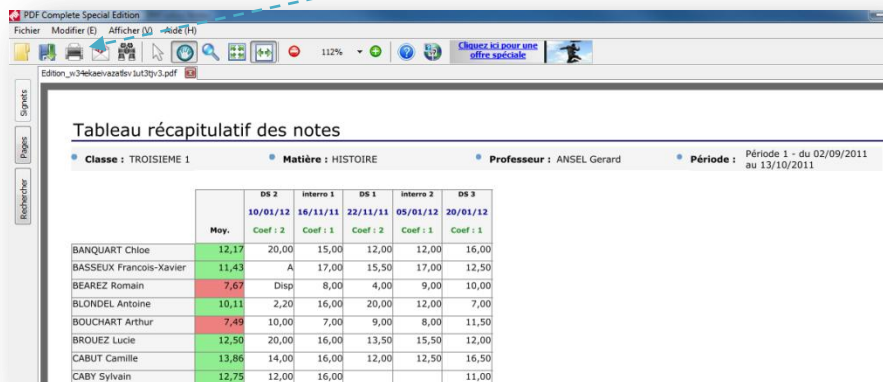 PDF Complete Special Edition
Fichier Modifier (E) Afficher (V) Aide (H)
112%
Cliquez ici pour une
offre spéciale
Edition_w34ekaeivazatlsv1ut3tjv3.pdf
Signets
Pages
Rechercher
Tableau récapitulatif des notes
Classe : TROISIEME 1 Matière : HISTOIRE Professeur : ANSEL Gerard Période : Période 1 - du 02/09/2011
au 13/10/2011
DS 2 interro 1 DS 1 interro 2 DS 3
10/01/12 16/11/11 22/11/11 05/01/12 20/01/12
Moy. Coef : 2 Coef : 1 Coef : 2 Coef : 1 Coef : 1
BANQUART Chloe 12,17 20,00 15,00 12,00 12,00 16,00
BASSEUX Francois-Xavier 11,43 A 17,00 15,50 17,00 12,50
BEAREZ Romain 7,67 Disp 8,00 4,00 9,00 10,00
BLONDEL Antoine 10,11 2,20 16,00 20,00 12,00 7,00
BOUCHART Arthur 7,49 10,00 7,00 9,00 8,00 11,50
BROUEZ Lucie 12,50 20,00 16,00 13,50 15,50 12,00
CABUT Camille 13,86 14,00 16,00 12,00 12,50 16,50
CABY Sylvain 12,75 12,00 16,00 11,00